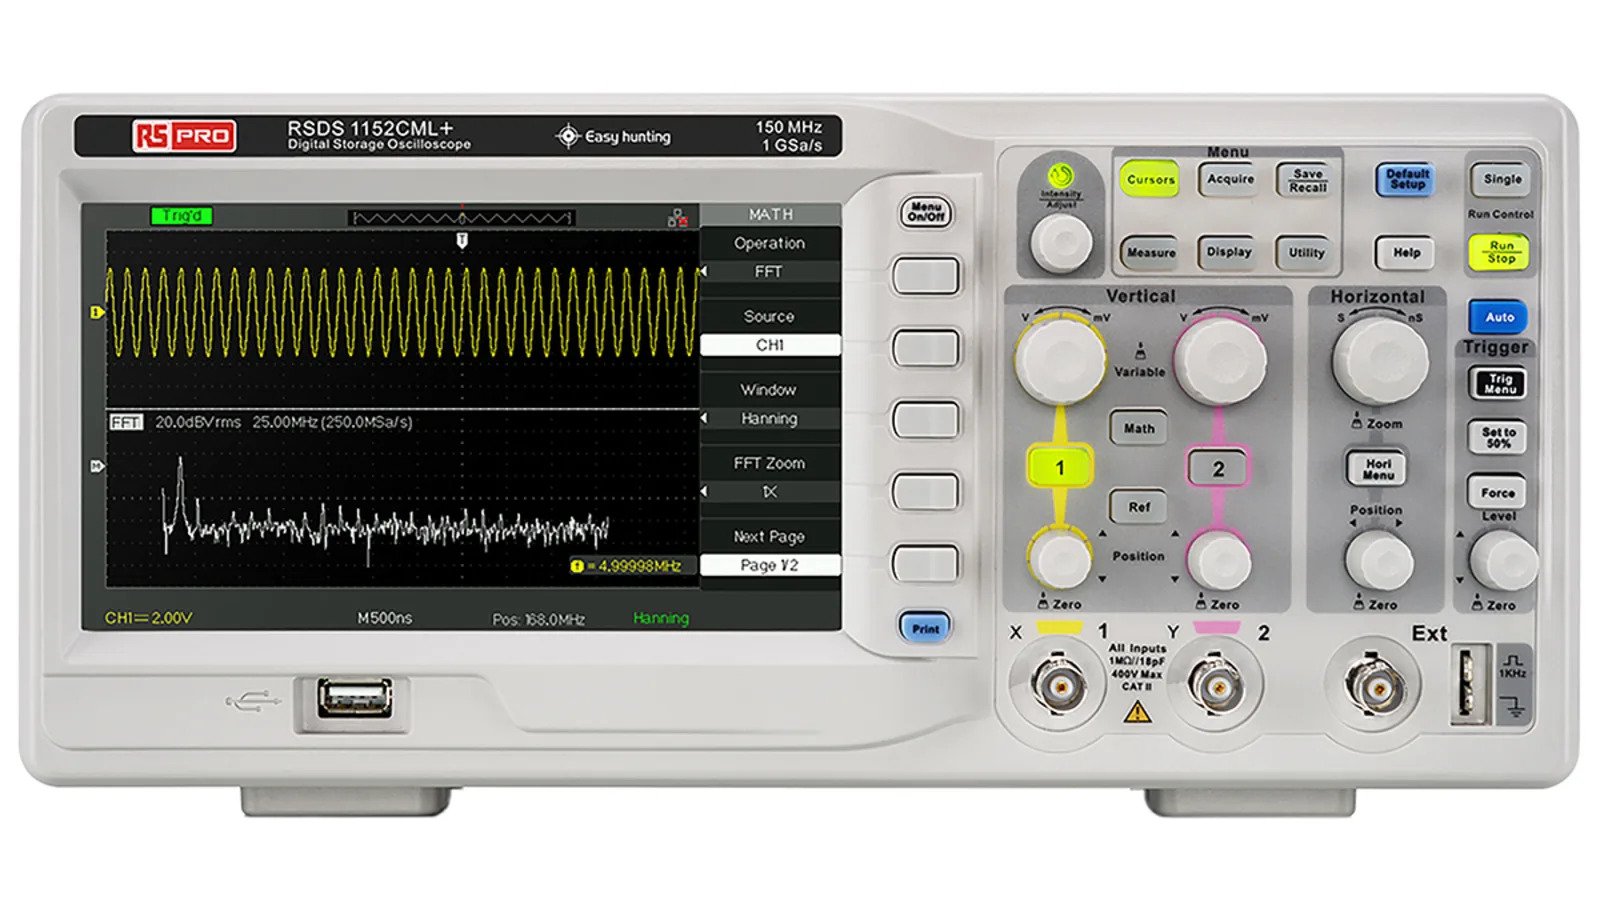 RS PRO
RSDS 1152CML+
Digital Storage Oscilloscope
Easy hunting
150 MHz
1 GSa/s
Trig'd
T
MATH
Operation
FFT
Source
CH1
Window
Hanning
FFT Zoom
1X
Next Page
Page 1/2
1
FFT 20.0dBVrms 25.00MHz (250.0MSa/s)
M
f = 4.99998MHz
CH1 2.00V
M500ns
Pos: 168.0MHz
Hanning
Menu
On/Off
Print
Intensity
Adjust
Menu
Cursors
Acquire
Save
Recall
Measure
Display
Utility
Default
Setup
Help
Single
Run Control
Run
Stop
Auto
Vertical
V mV
V mV
Variable
Math
1
2
Ref
Position
Zero
Zero
Horizontal
S nS
Zoom
Hori
Menu
Position
Zero
Trigger
Trig
Menu
Set to
50%
Force
Level
Zero
X 1
All Inputs
1MΩ//18pF
400V Max
CAT II
Y 2
Ext
1KHz